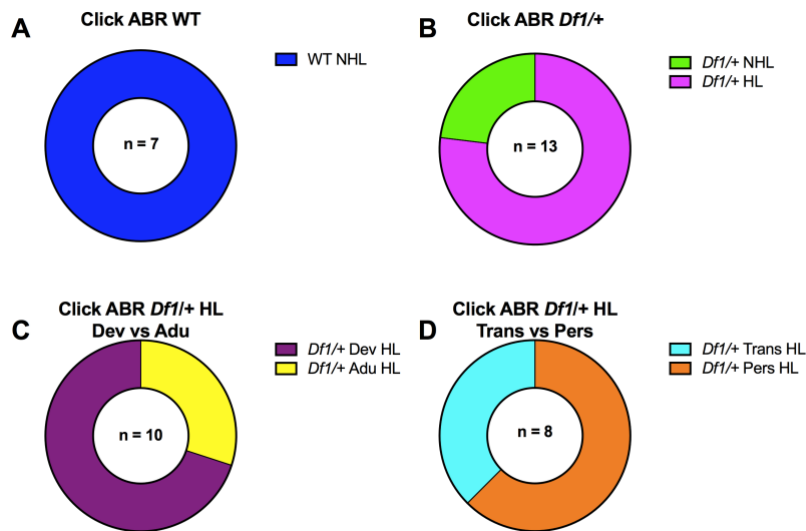 A
Click ABR WT
WT NHL
n = 7
B
Click ABR Df1/+
Df1/+ NHL
Df1/+ HL
n = 13
C
Click ABR Df1/+ HL
Dev vs Adu
Df1/+ Dev HL
Df1/+ Adu HL
n = 10
D
Click ABR Df1/+ HL
Trans vs Pers
Df1/+ Trans HL
Df1/+ Pers HL
n = 8